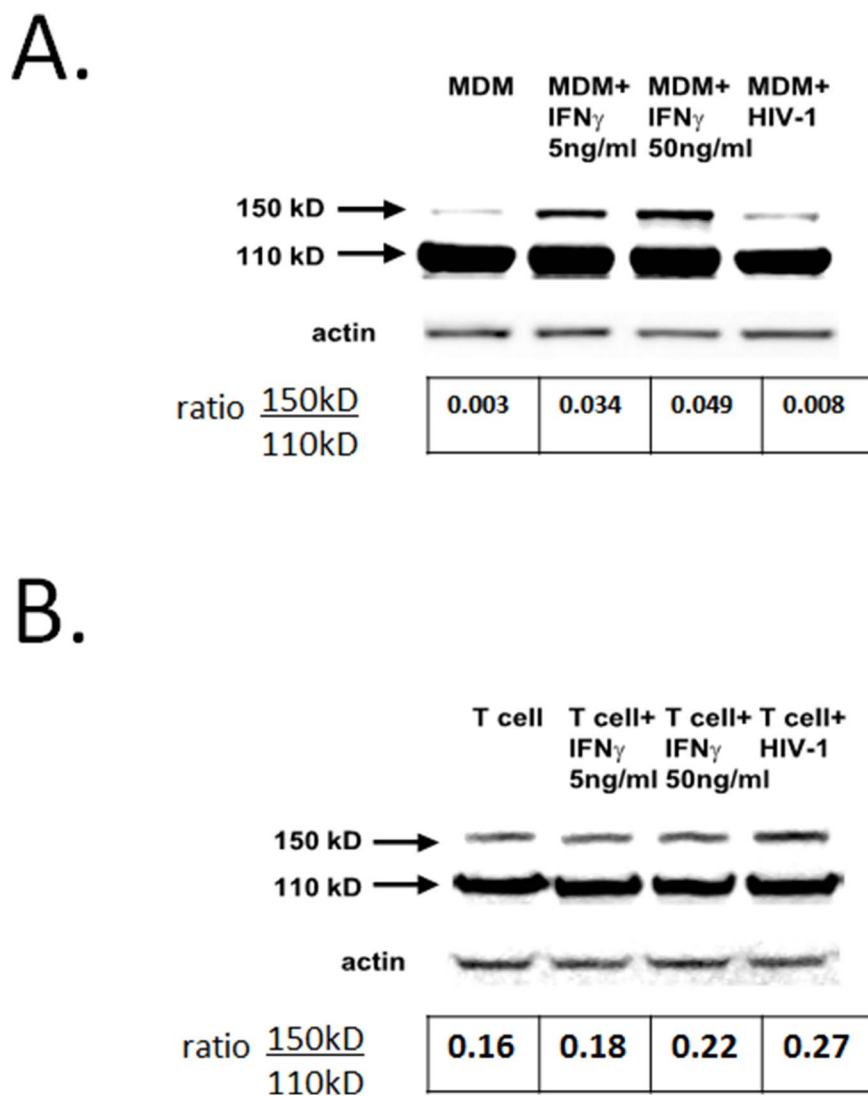 A.
MDM MDM+ MDM+ MDM+
IFNγ IFNγ HIV-1
5ng/ml 50ng/ml
150 kD
110 kD
actin
ratio 150kD 0.003 0.034 0.049 0.008
110kD
B.
T cell T cell+ T cell+ T cell+
IFNγ IFNγ HIV-1
5ng/ml 50ng/ml
150 kD
110 kD
actin
ratio 150kD 0.16 0.18 0.22 0.27
110kD